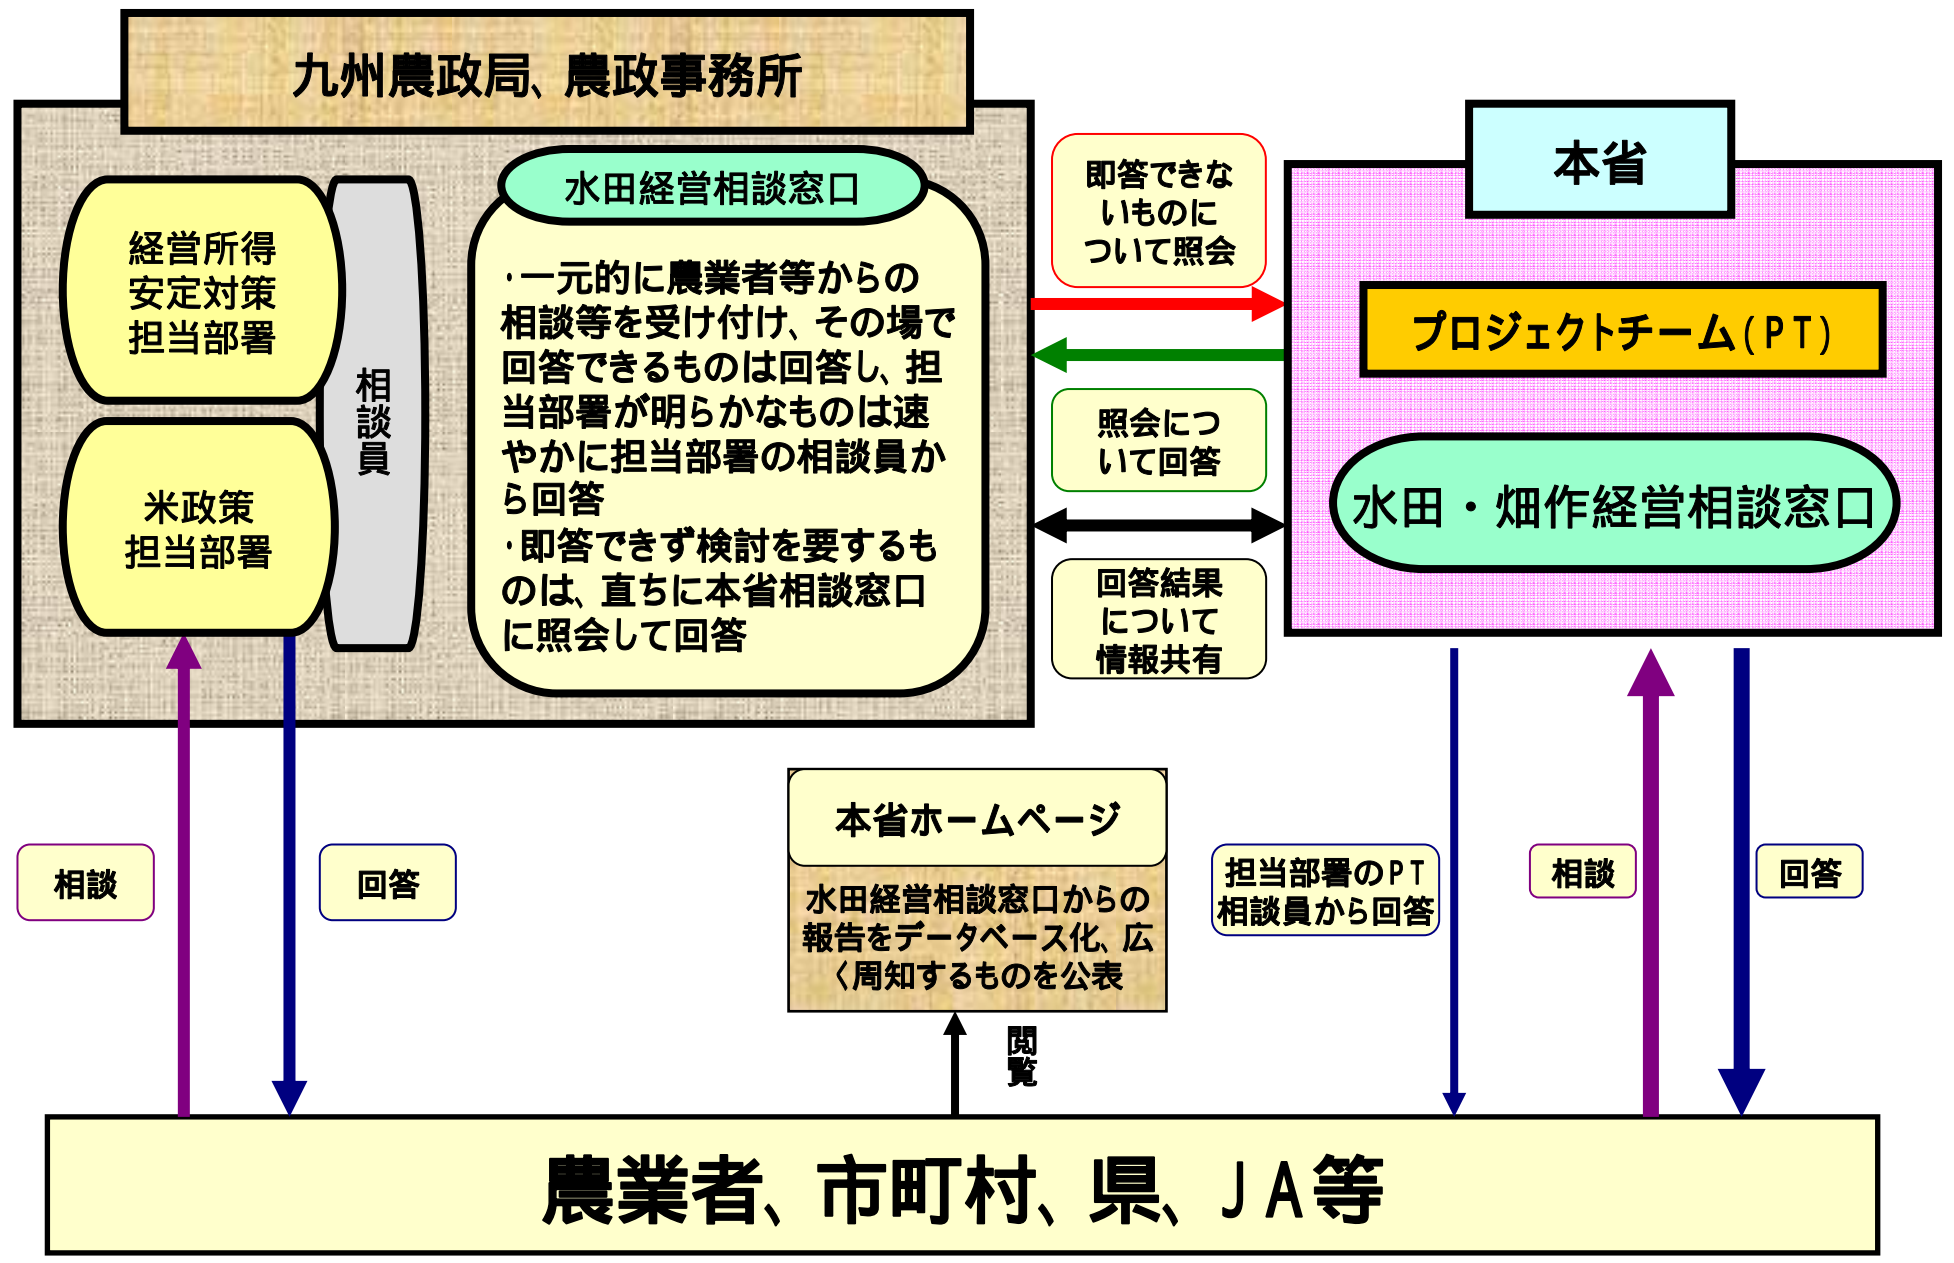 九州農政局、農政事務所
経営所得
安定対策
担当部署
米政策
担当部署
相談員
水田経営相談窓口
・一元的に農業者等からの
相談等を受け付け、その場で
回答できるものは回答し、担
当部署が明らかなものは速
やかに担当部署の相談員か
ら回答
・即答できず検討を要するも
のは、直ちに本省相談窓口
に照会して回答
即答できな
いものに
ついて照会
照会につ
いて回答
回答結果
について
情報共有
本省
プロジェクトチーム(PT)
水田・畑作経営相談窓口
相談
回答
本省ホームページ
水田経営相談窓口からの
報告をデータベース化、広
く周知するものを公表
閲覧
担当部署のPT
相談員から回答
相談
回答
農業者、市町村、県、JA等